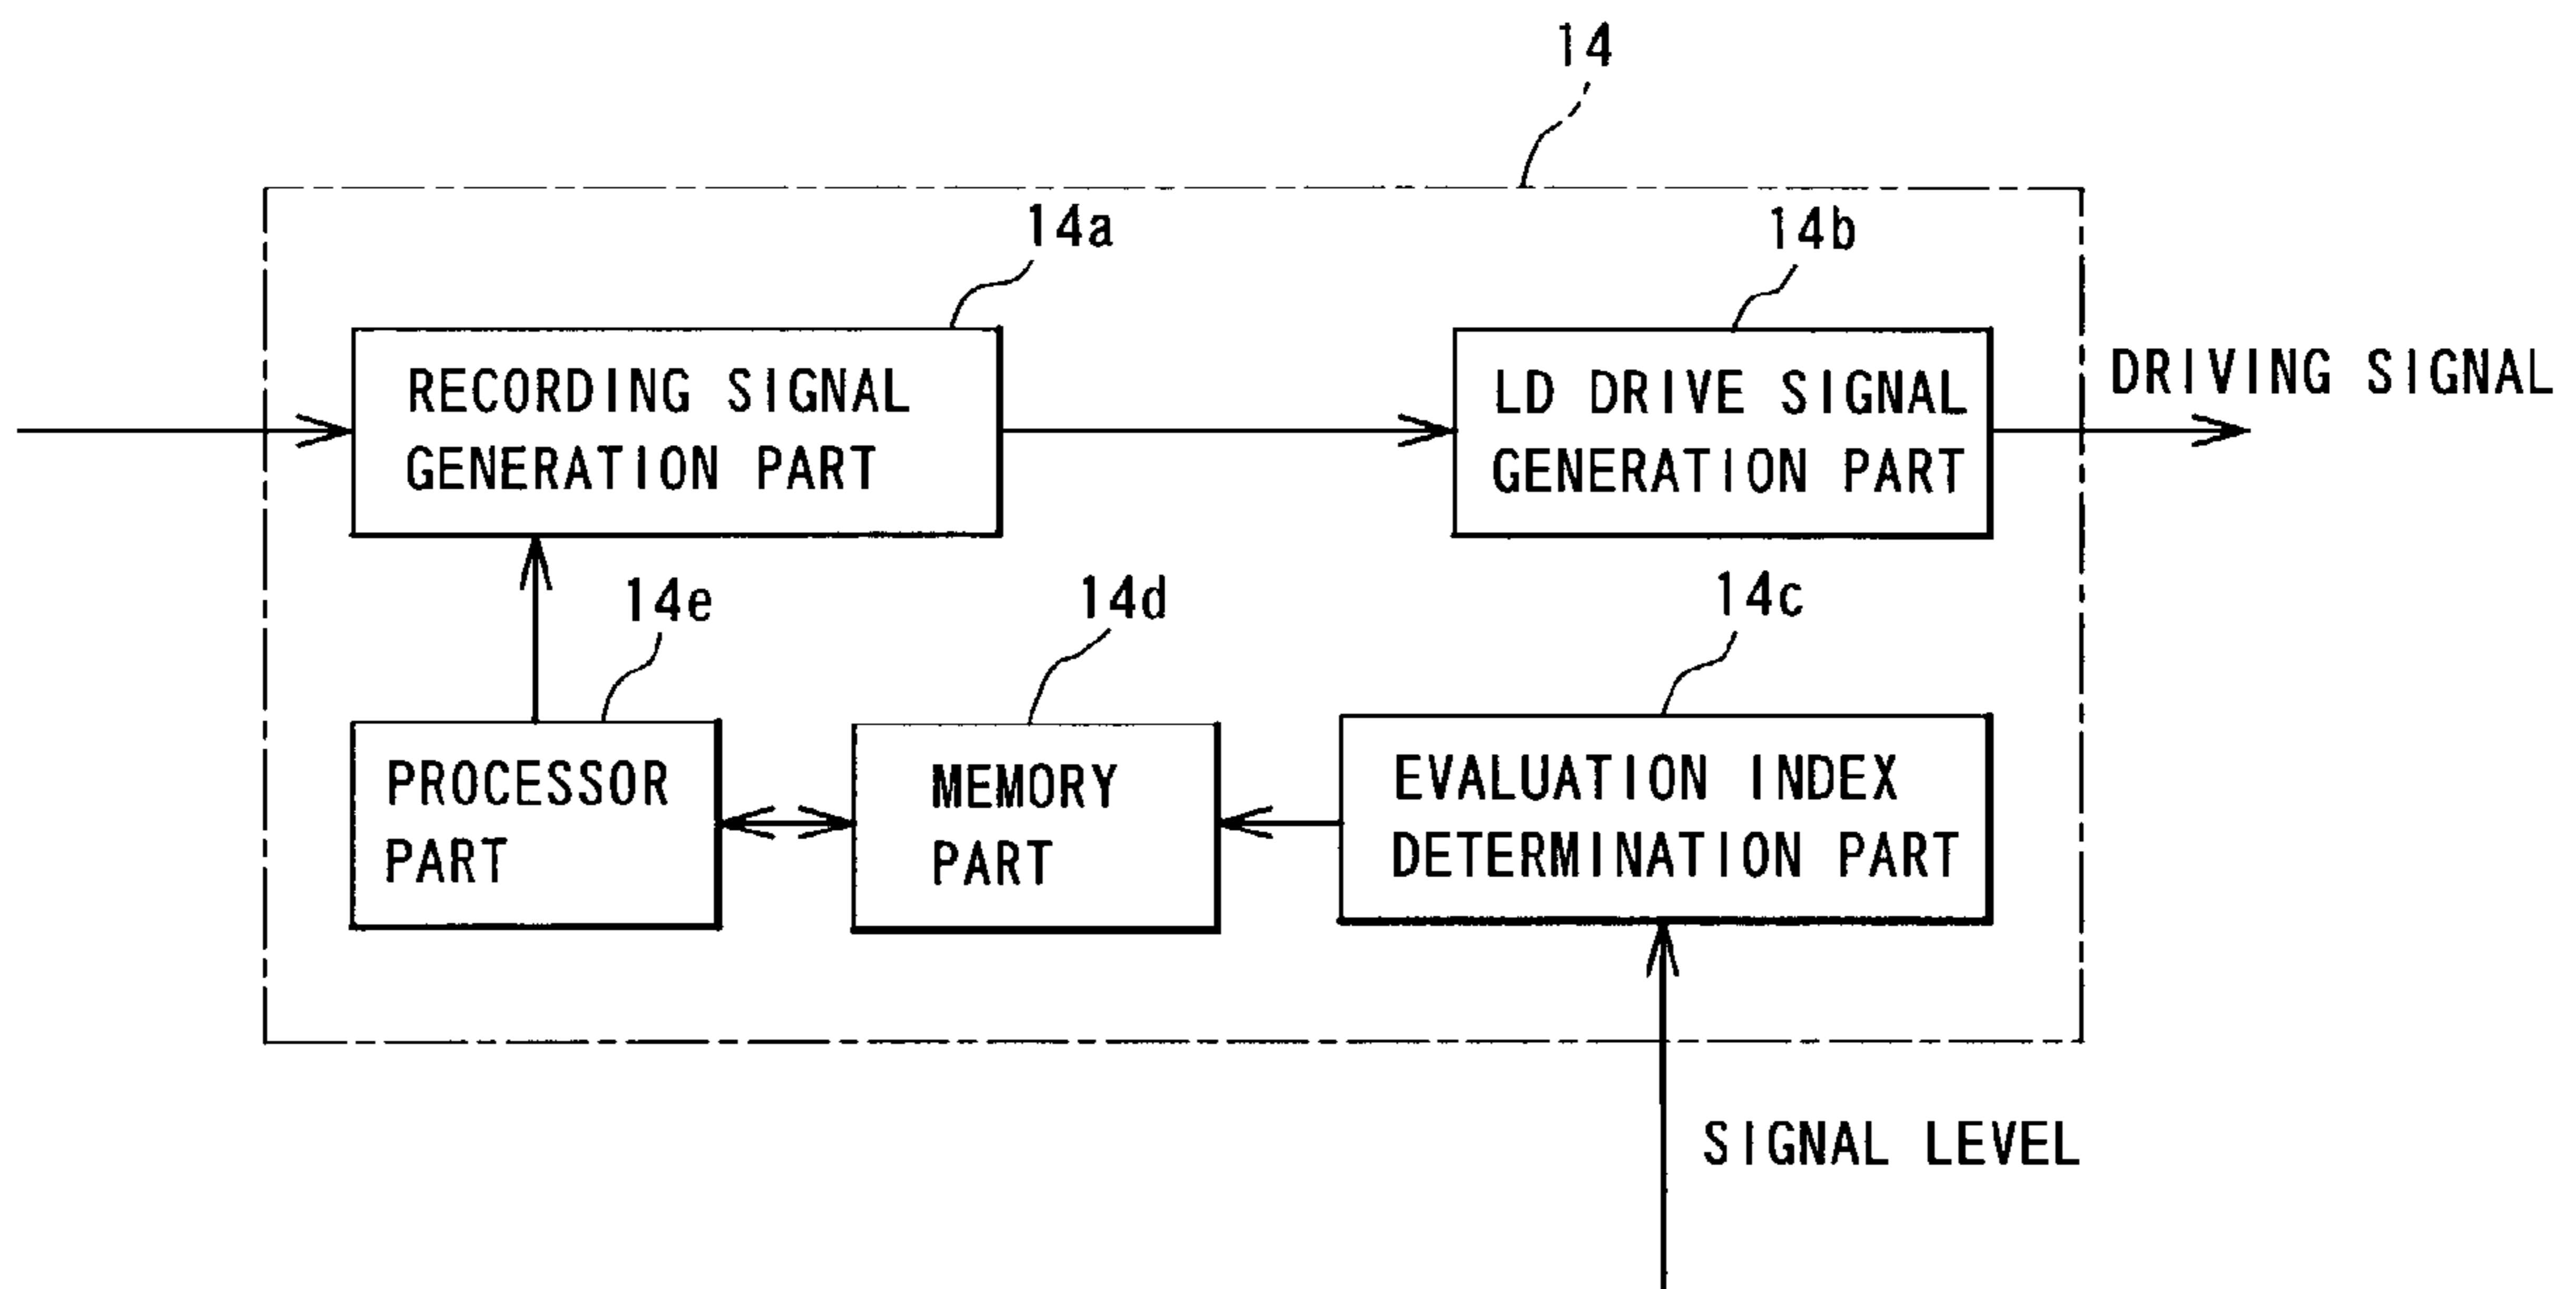 14
14a
14b
RECORDING SIGNAL
GENERATION PART
LD DRIVE SIGNAL
GENERATION PART
DRIVING SIGNAL
14e
14d
14c
PROCESSOR
PART
MEMORY
PART
EVALUATION INDEX
DETERMINATION PART
SIGNAL LEVEL